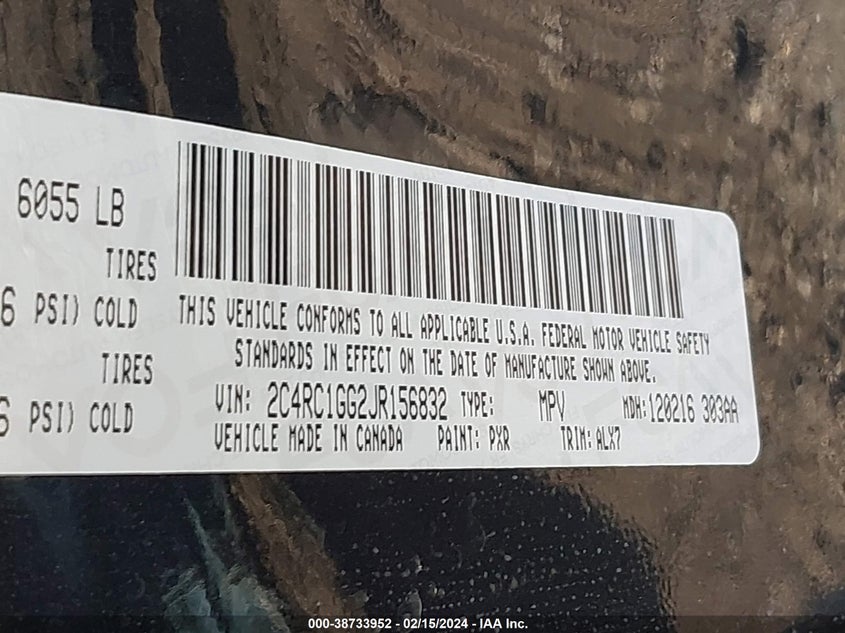 6055 LB
TIRES
6 PSI) COLD
TIRES
6 PSI) COLD
THIS VEHICLE CONFORMS TO ALL APPLICABLE U.S.A. FEDERAL MOTOR VEHICLE SAFETY
STANDARDS IN EFFECT ON THE DATE OF MANUFACTURE SHOWN ABOVE.
VIN: 2C4RC1GG2JR156832 TYPE: MPV MDH:120216 303AA
VEHICLE MADE IN CANADA PAINT: PXR TRIM: ALX7
000-38733952 - 02/15/2024 - IAA Inc.